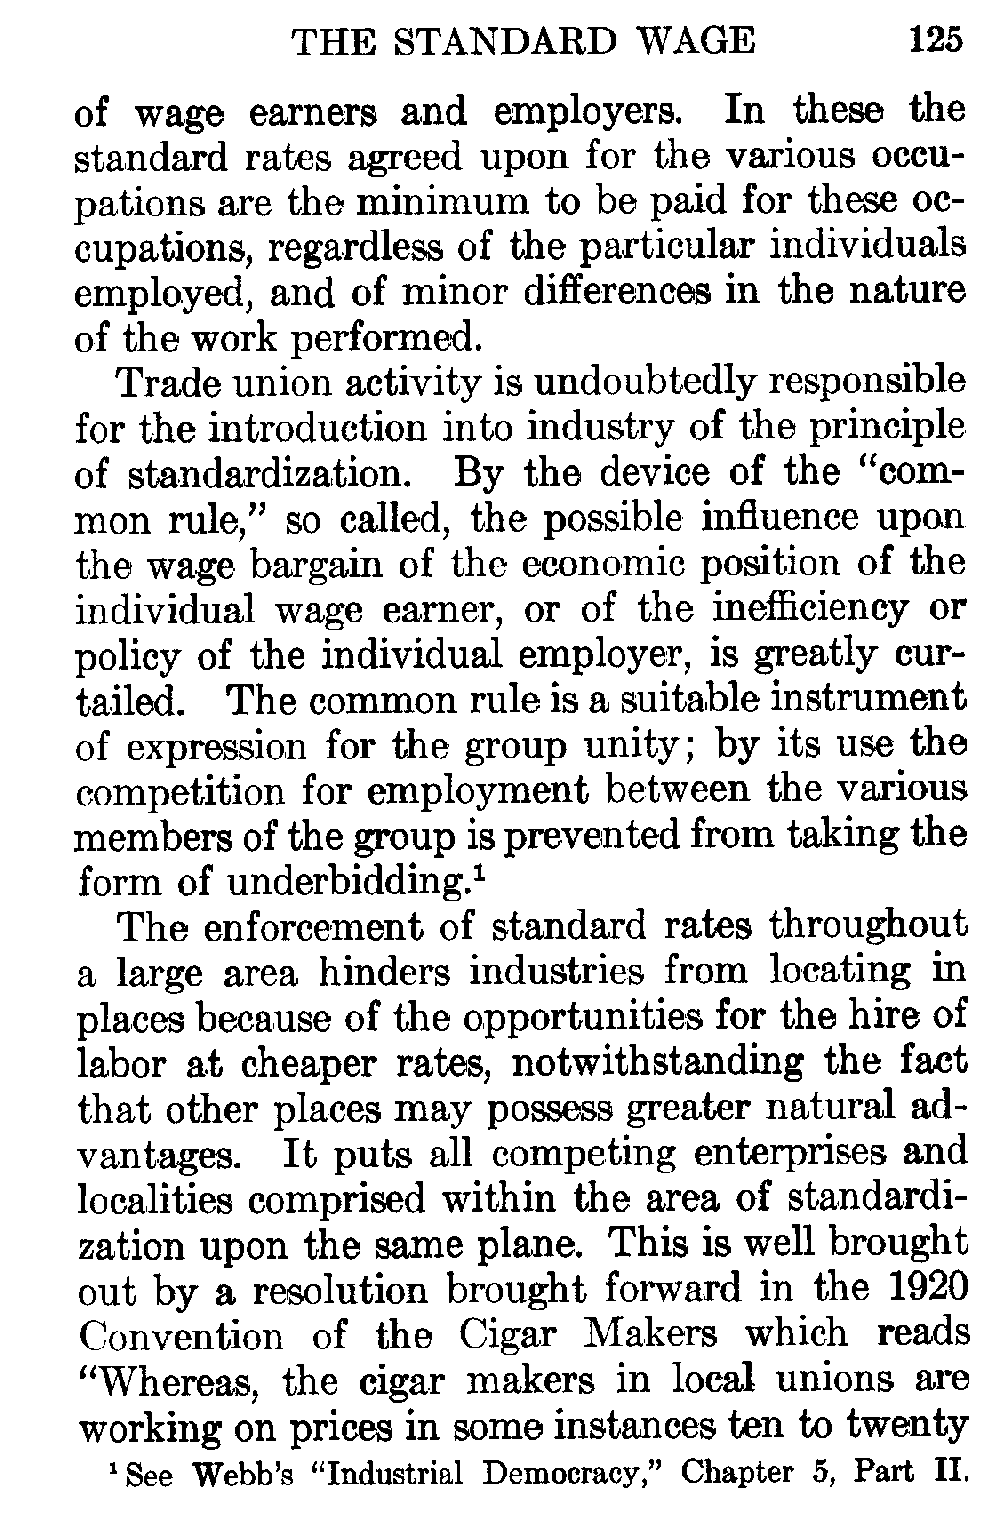 THE STANDARD WAGE 125
of wage earners and employers. In these the
standard rates agreed upon for the various occu-
pations are the minimum to be paid for these oc-
cupations, regardless of the particular individuals
employed, and of minor differences in the nature
of the work performed.
Trade union activity is undoubtedly responsible
for the introduction into industry of the principle
of standardization. By the device of the “com-
mon rule,” so called, the possible influence upon
the wage bargain of the economic position of the
individual wage earner, or of the inefficiency or
policy of the individual employer, is greatly cur-
tailed. The common rule is a suitable instrument
of expression for the group unity; by its use the
competition for employment between the various
members of the group is prevented from taking the
form of underbidding.¹
The enforcement of standard rates throughout
a large area hinders industries from locating in
places because of the opportunities for the hire of
labor at cheaper rates, notwithstanding the fact
that other places may possess greater natural ad-
vantages. It puts all competing enterprises and
localities comprised within the area of standardi-
zation upon the same plane. This is well brought
out by a resolution brought forward in the 1920
Convention of the Cigar Makers which reads
“Whereas, the cigar makers in local unions are
working on prices in some instances ten to twenty
¹ See Webb’s “Industrial Democracy,” Chapter 5, Part II.